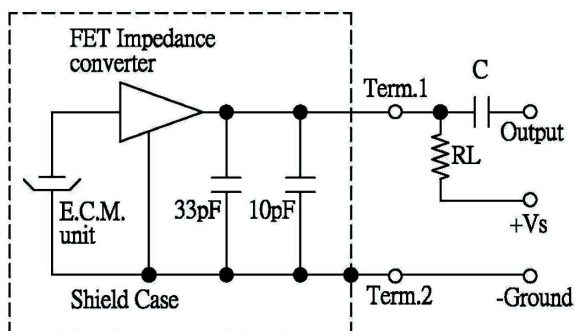 FET Impedance
converter
Term.1
C
Output
RL
E.C.M.
unit
33pF
10pF
+Vs
Shield Case
Term.2
-Ground